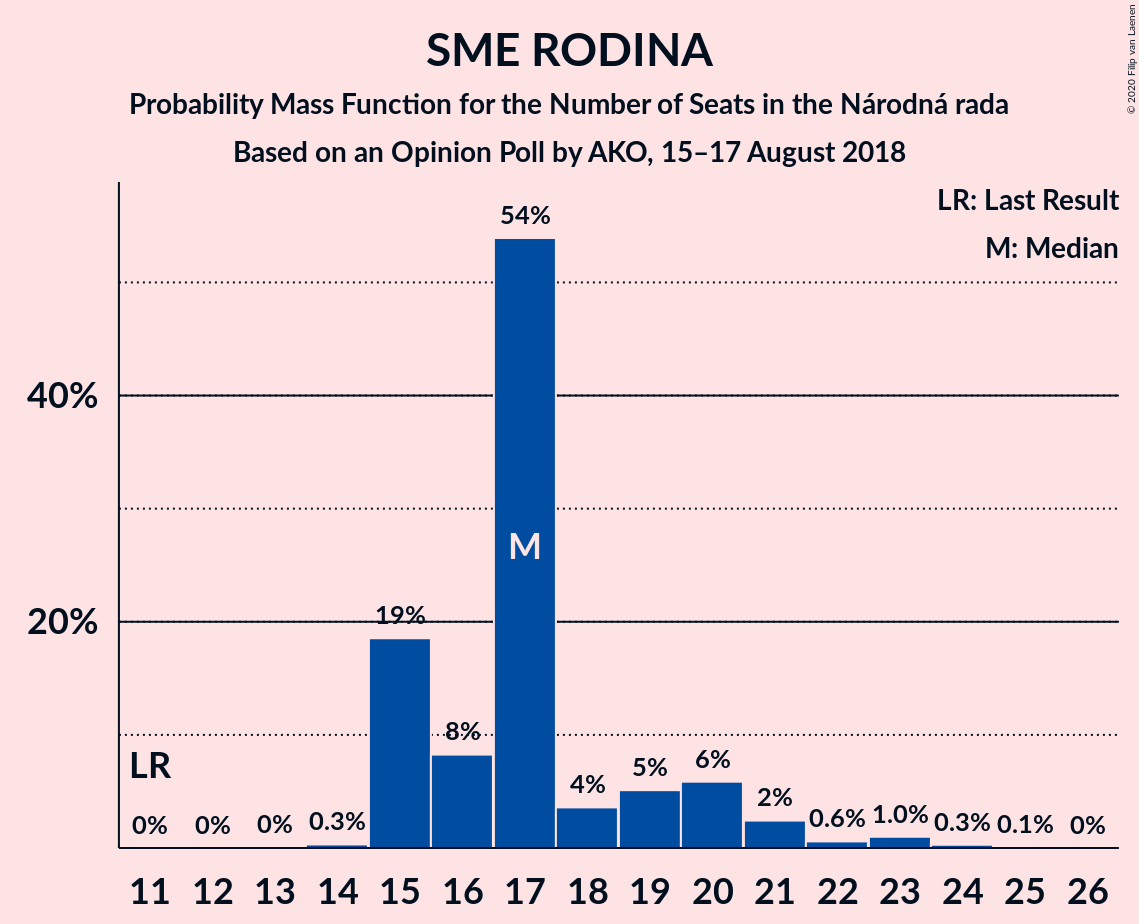 SME RODINA
Probability Mass Function for the Number of Seats in the Národná rada
Based on an Opinion Poll by AKO, 15–17 August 2018
© 2020 Filip van Laenen
LR: Last Result
M: Median
54%
40%
M
20%
19%
8%
LR
4%
5%
6%
2%
0%
0%
0%
0.3%
0.6%
1.0%
0.3%
0.1%
0%
11 12 13 14 15 16 17 18 19 20 21 22 23 24 25 26